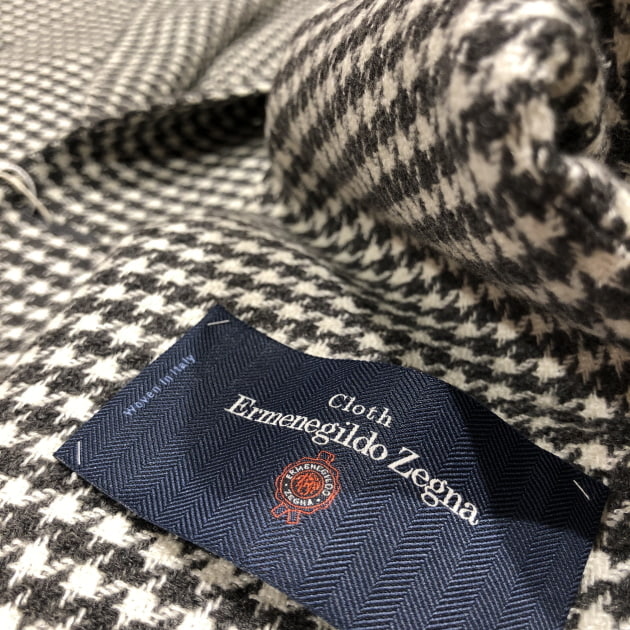 Woven in Italy
Cloth
Ermenegildo Zegna
ERMENEGILDO
ZEGNA